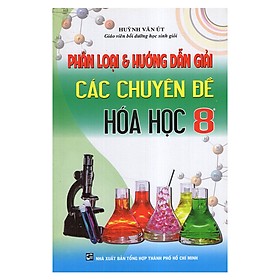 HUỲNH VĂN ÚT
Giáo viên bồi dưỡng học sinh giỏi
PHÂN LOẠI & HƯỚNG DẪN GIẢI
CÁC CHUYÊN ĐỀ
HÓA HỌC 8
NHÀ XUẤT BẢN TỔNG HỢP THÀNH PHỐ HỒ CHÍ MINH